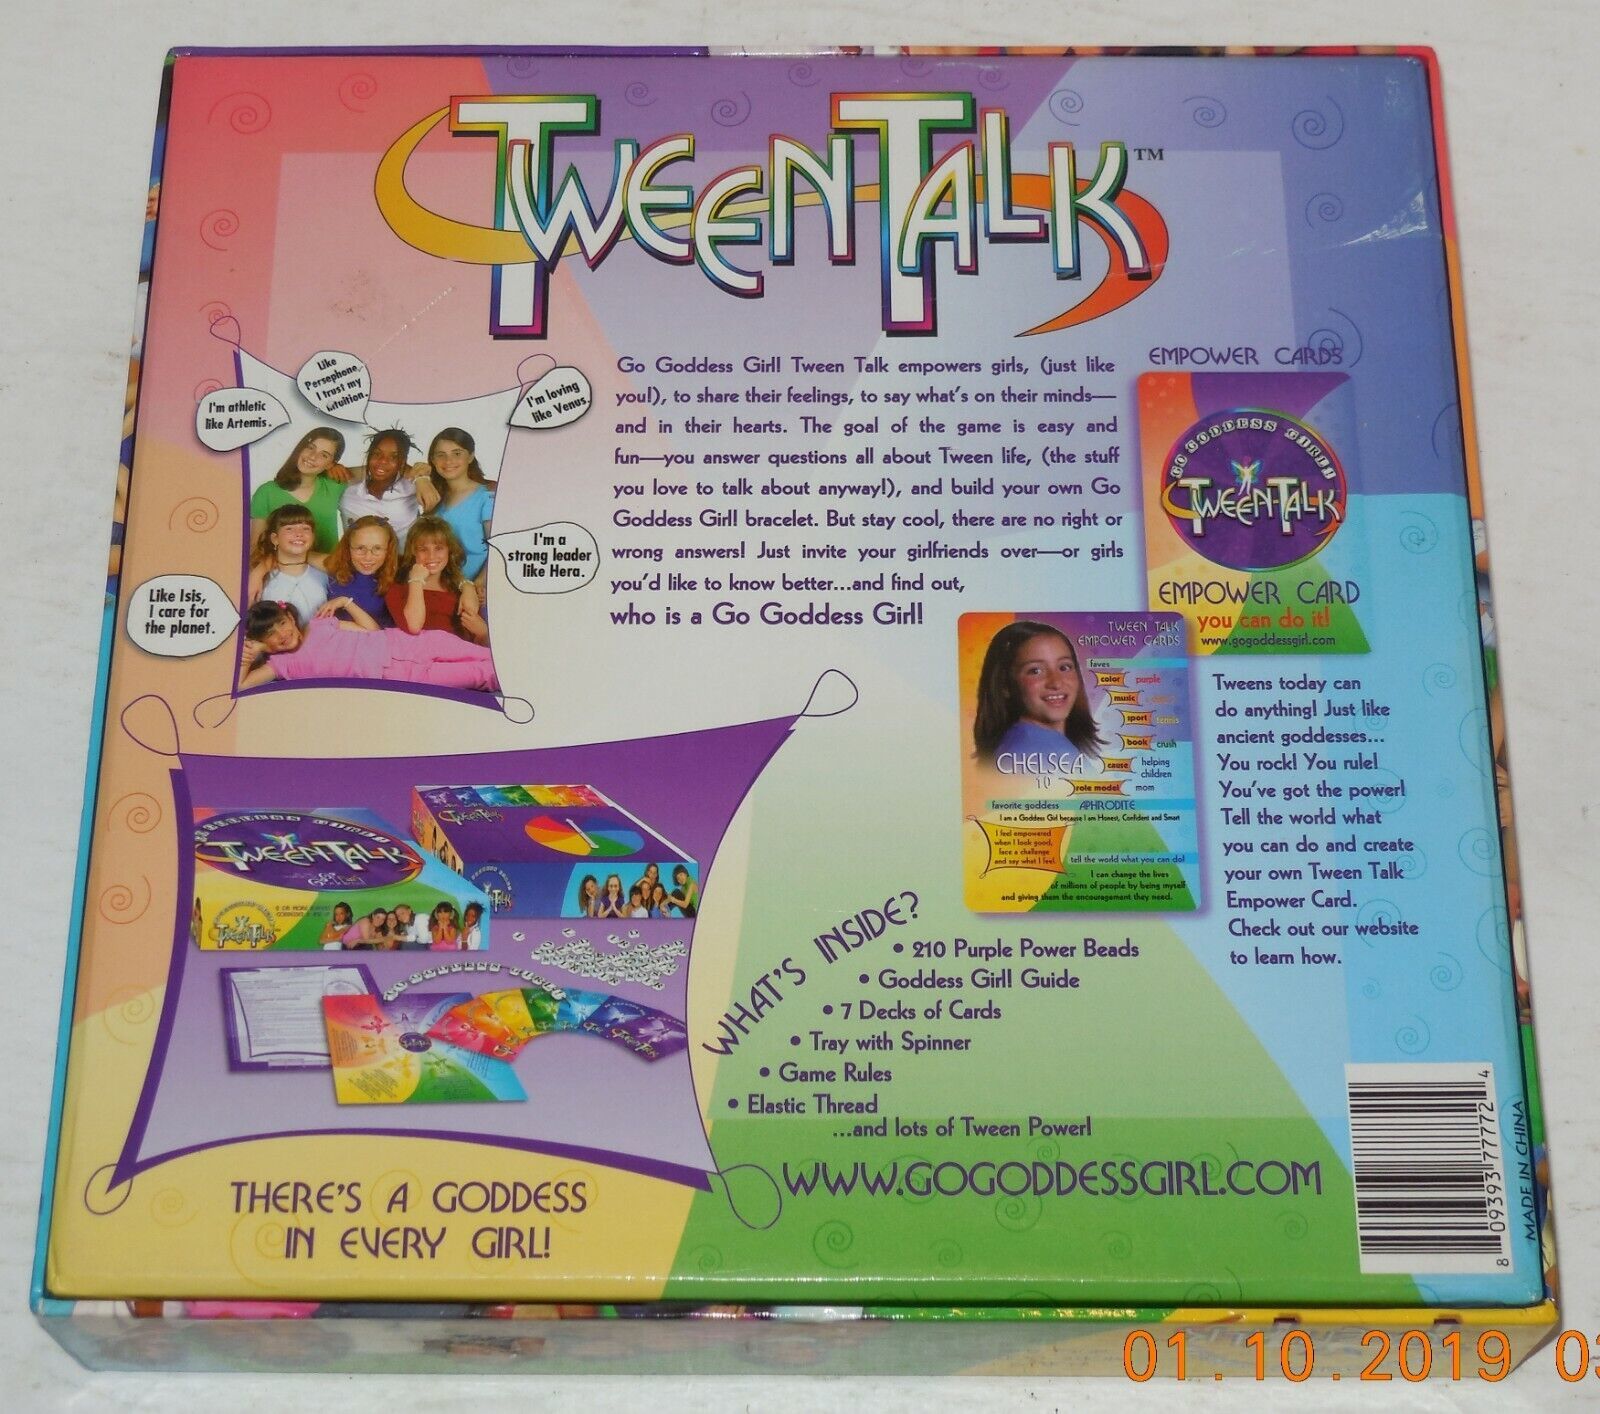 TWEENTALK™
Like
Persephone,
I trust my
intuition.
I'm athletic
like Artemis.
I'm loving
like Venus.
I'm a
strong leader
like Hera.
Like Isis,
I care for
the planet.
Go Goddess Girl! Tween Talk empowers girls, (just like
you!), to share their feelings, to say what's on their minds—
and in their hearts. The goal of the game is easy and
fun—you answer questions all about Tween life, (the stuff
you love to talk about anyway!), and build your own Go
Goddess Girl! bracelet. But stay cool, there are no right or
wrong answers! Just invite your girlfriends over—or girls
you'd like to know better...and find out,
who is a Go Goddess Girl!
EMPOWER CARDS
GO GODDESS GIRL!
TWEEN-TALK
EMPOWER CARD
you can do it!
www.gogoddessgirl.com
TWEEN TALK
EMPOWER CARDS
faves
color purple
music
sport tennis
book crush
cause helping
children
role model mom
CHELSEA
10
favorite goddess APHRODITE
I am a Goddess Girl because I am Honest, Confident and Smart
I feel empowered
when I look good,
face a challenge
and say what I feel.
tell the world what you can do!
I can change the lives
of millions of people by being myself
and giving them the encouragement they need.
Tweens today can
do anything! Just like
ancient goddesses...
You rock! You rule!
You've got the power!
Tell the world what
you can do and create
your own Tween Talk
Empower Card.
Check out our website
to learn how.
TWEEN-TALK
TWEENTALK
TWEENTALK
TALK
GO GODDESS GIRL!
WHAT'S INSIDE?
• 210 Purple Power Beads
• Goddess Girl! Guide
• 7 Decks of Cards
• Tray with Spinner
• Game Rules
• Elastic Thread
...and lots of Tween Power!
WWW.GOGODDESSGIRL.COM
THERE'S A GODDESS
IN EVERY GIRL!
8 09393 77772 4
MADE IN CHINA
01.10.2019 03